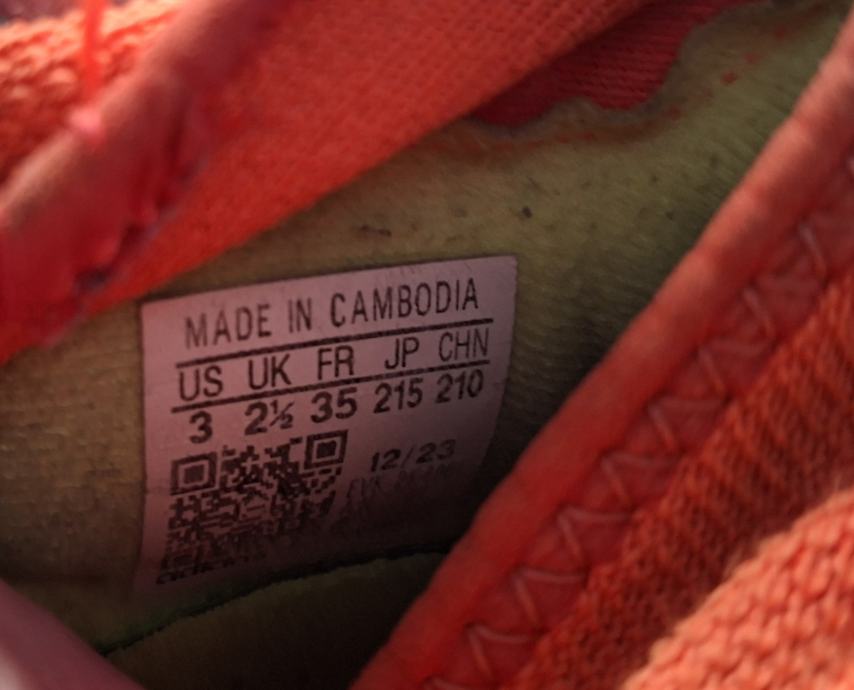 MADE IN CAMBODIA
US UK FR JP CHN
3 2½ 35 215 210
12/23